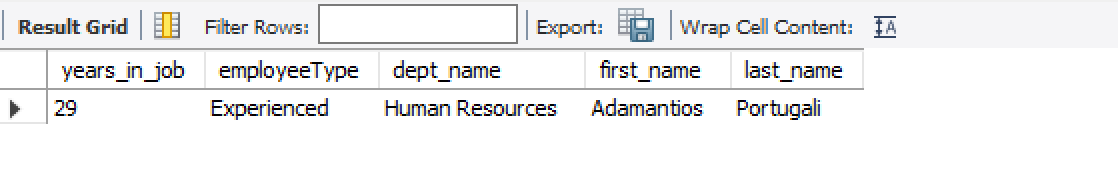 Result Grid Filter Rows: Export: Wrap Cell Content: IA
years_in_job employeeType dept_name first_name last_name
29 Experienced Human Resources Adamantios Portugali